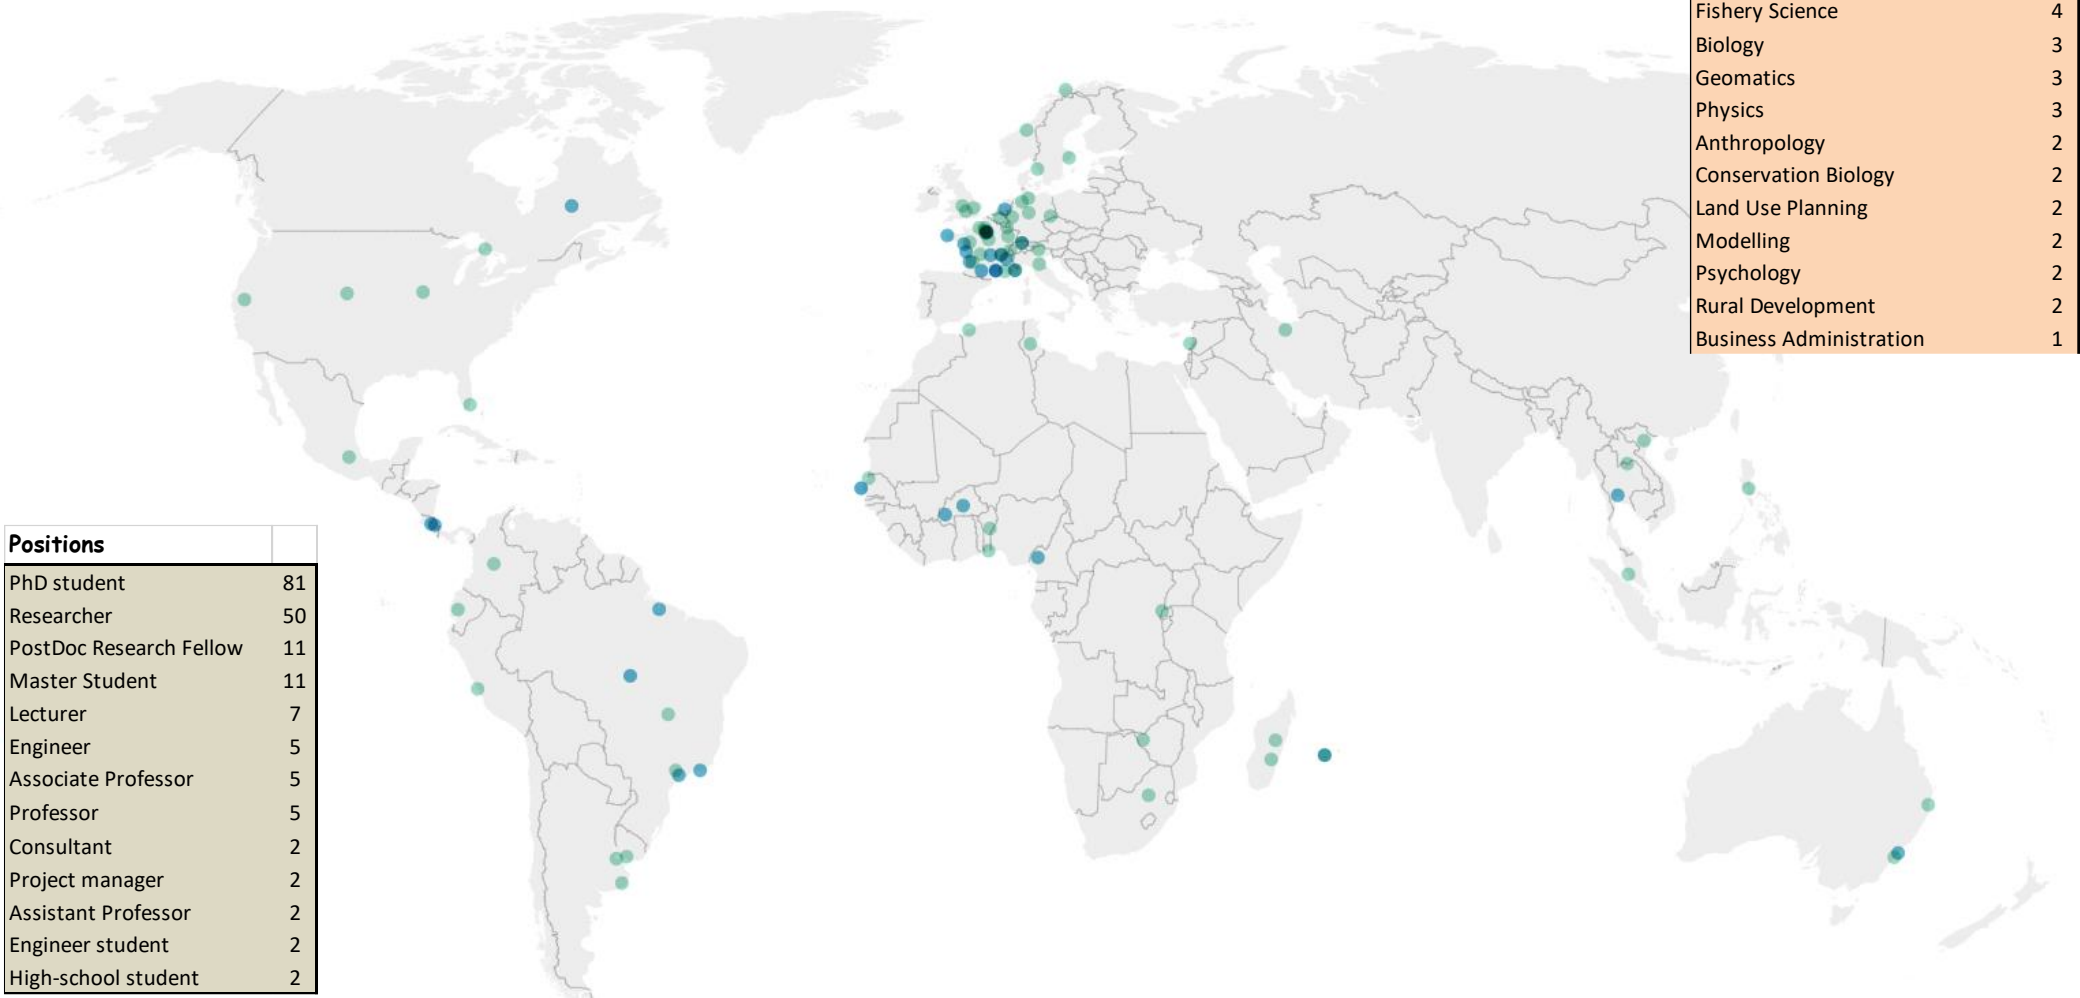 Fishery Science 4
Biology 3
Geomatics 3
Physics 3
Anthropology 2
Conservation Biology 2
Land Use Planning 2
Modelling 2
Psychology 2
Rural Development 2
Business Administration 1
Positions
PhD student 81
Researcher 50
PostDoc Research Fellow 11
Master Student 11
Lecturer 7
Engineer 5
Associate Professor 5
Professor 5
Consultant 2
Project manager 2
Assistant Professor 2
Engineer student 2
High-school student 2